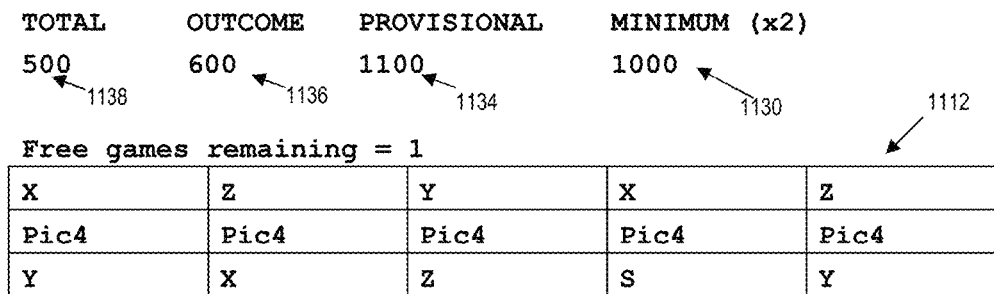 TOTAL OUTCOME PROVISIONAL MINIMUM (x2)
500 600 1100 1000
1138 1136 1134 1130 1112
Free games remaining = 1
X Z Y X Z
Pic4 Pic4 Pic4 Pic4 Pic4
Y X Z S Y